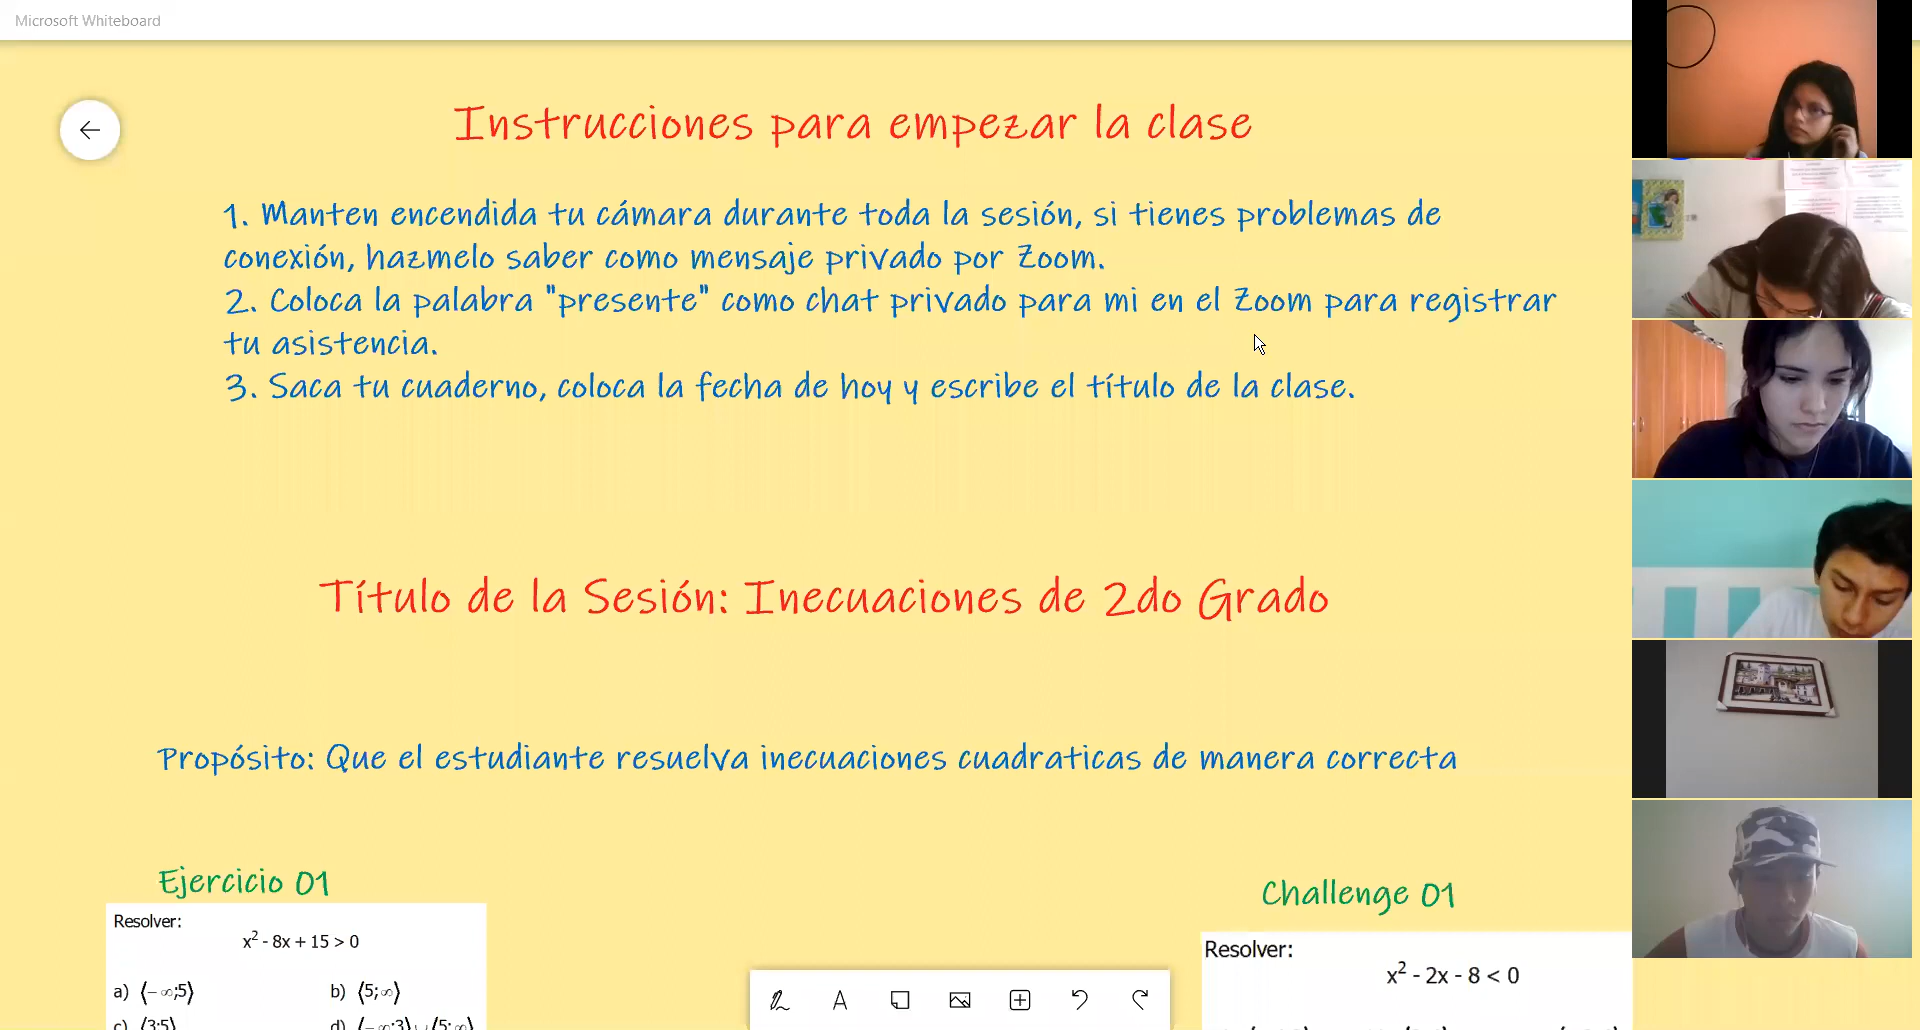 Microsoft Whiteboard
Instrucciones para empezar la clase
1. Manten encendida tu cámara durante toda la sesión, si tienes problemas de
conexión, hazmelo saber como mensaje privado por Zoom.
2. Coloca la palabra "presente" como chat privado para mi en el Zoom para registrar
tu asistencia.
3. Saca tu cuaderno, coloca la fecha de hoy y escribe el título de la clase.
Título de la Sesión: Inecuaciones de 2do Grado
Propósito: Que el estudiante resuelva inecuaciones cuadraticas de manera correcta
Ejercicio 01
Resolver:
x² - 8x + 15 > 0
a) ⟨-∞;5⟩ b) ⟨5;∞⟩
c) ⟨3;5⟩ d) ⟨-∞;3⟩∪⟨5;∞⟩
Challenge 01
Resolver:
x² - 2x - 8 < 0